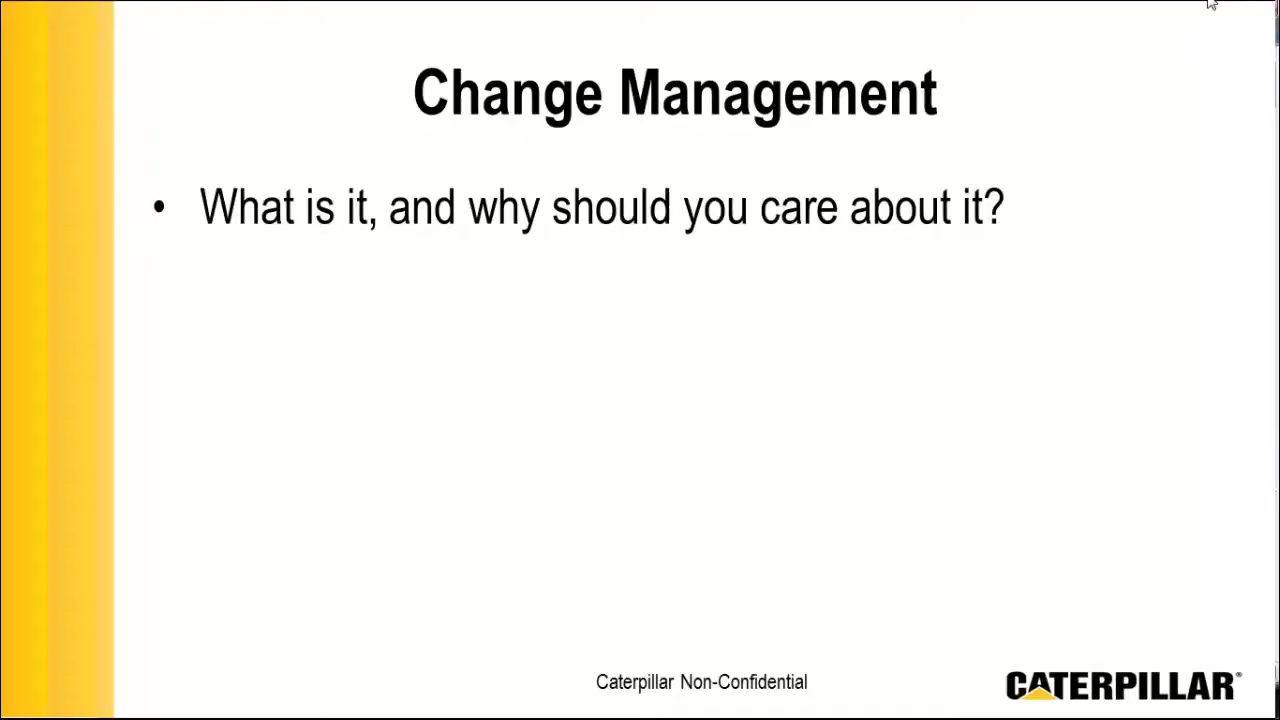 Change Management
• What is it, and why should you care about it?
Caterpillar Non-Confidential
CATERPILLAR®